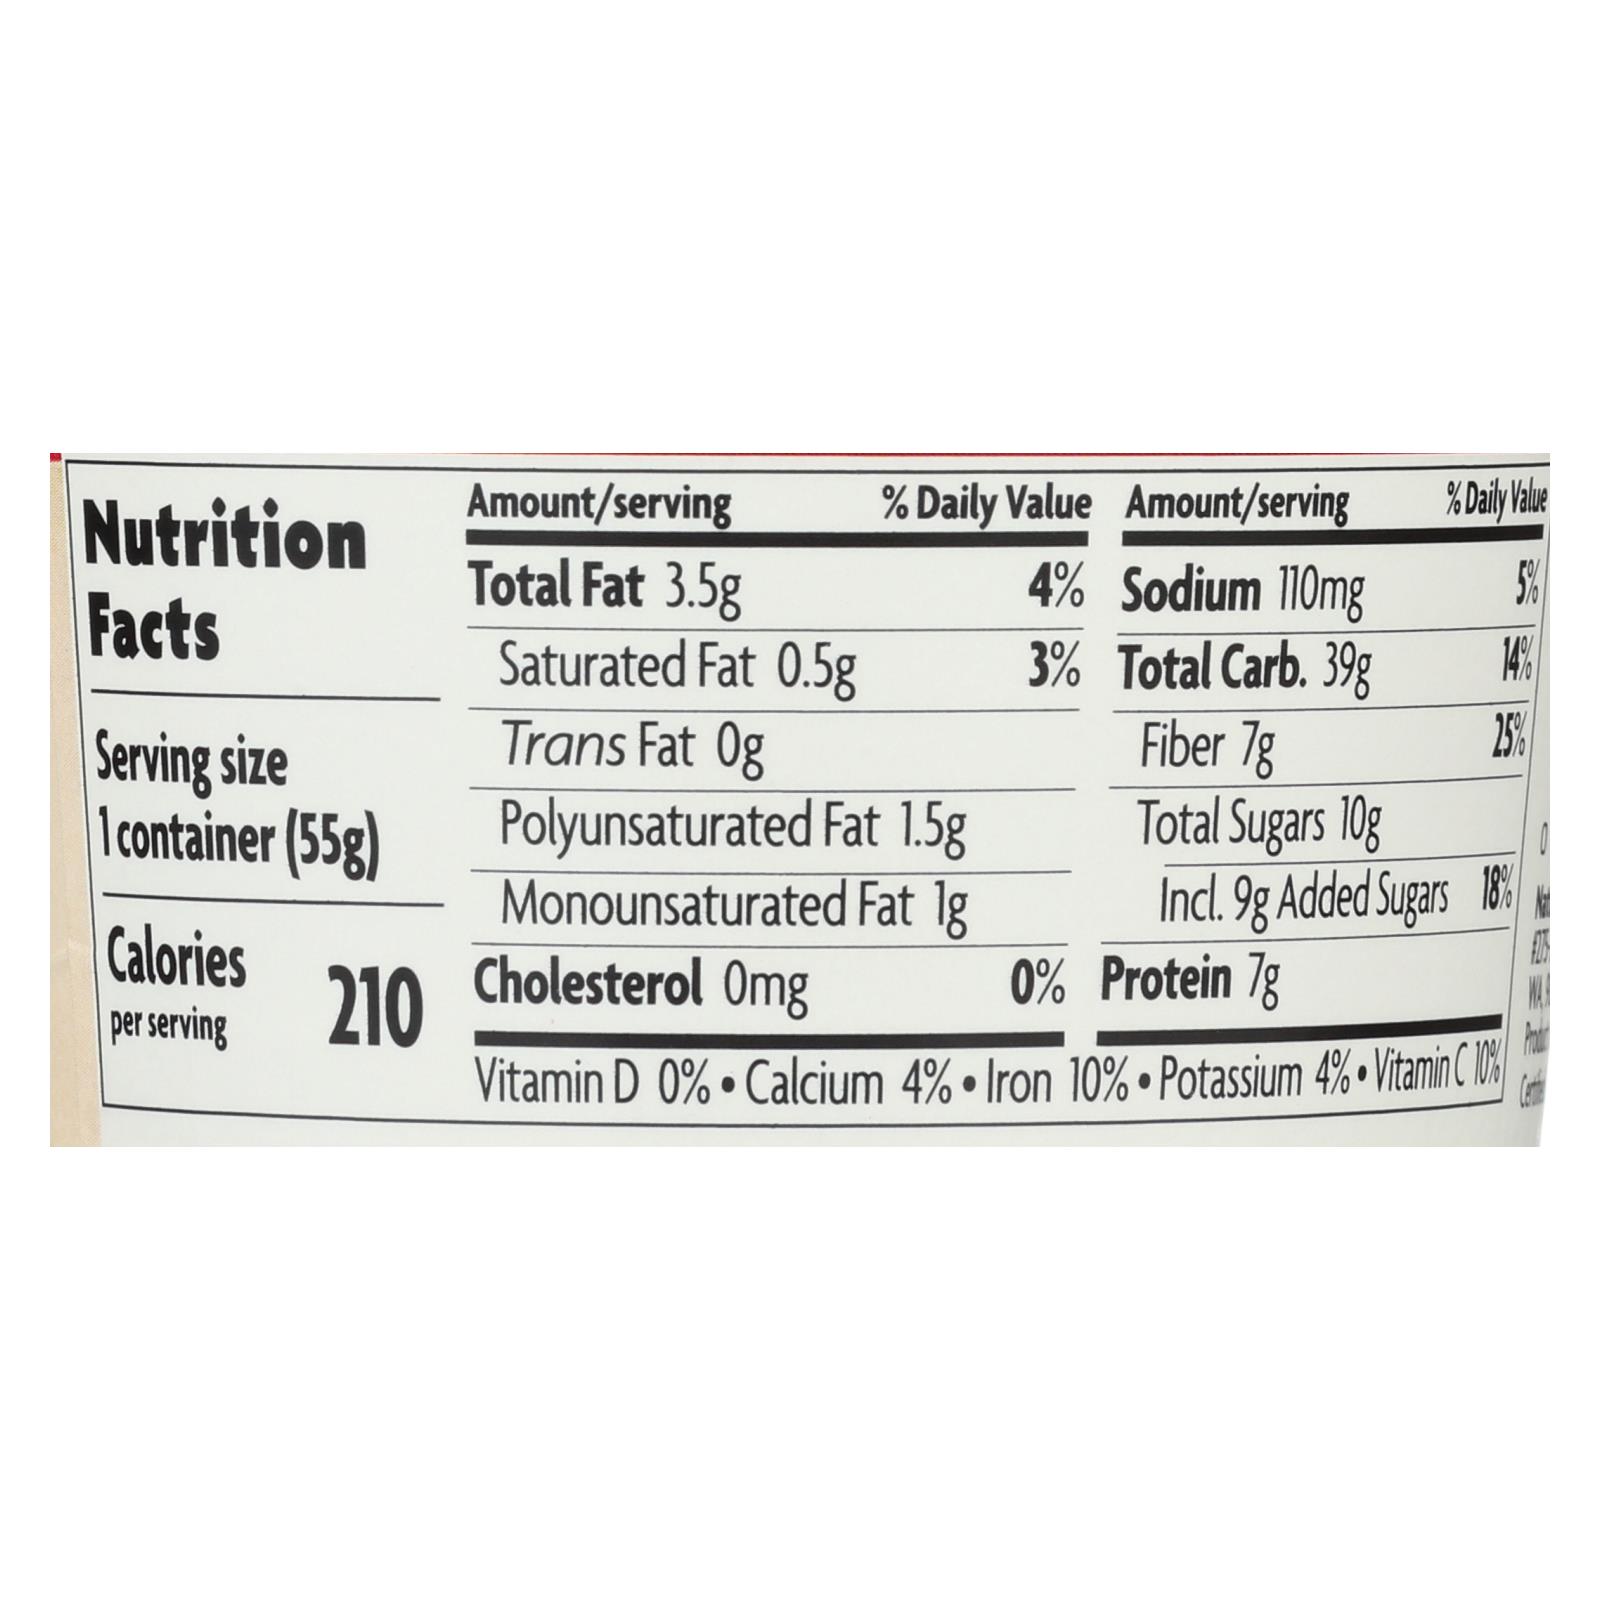 Nutrition
Facts
Serving size
1 container (55g)
Calories
per serving
210
Amount/serving % Daily Value
Total Fat 3.5g 4%
Saturated Fat 0.5g 3%
Trans Fat 0g
Polyunsaturated Fat 1.5g
Monounsaturated Fat 1g
Cholesterol 0mg 0%
Amount/serving % Daily Value
Sodium 110mg 5%
Total Carb. 39g 14%
Fiber 7g 25%
Total Sugars 10g
Incl. 9g Added Sugars 18%
Protein 7g
Vitamin D 0% • Calcium 4% • Iron 10% • Potassium 4% • Vitamin C 10%